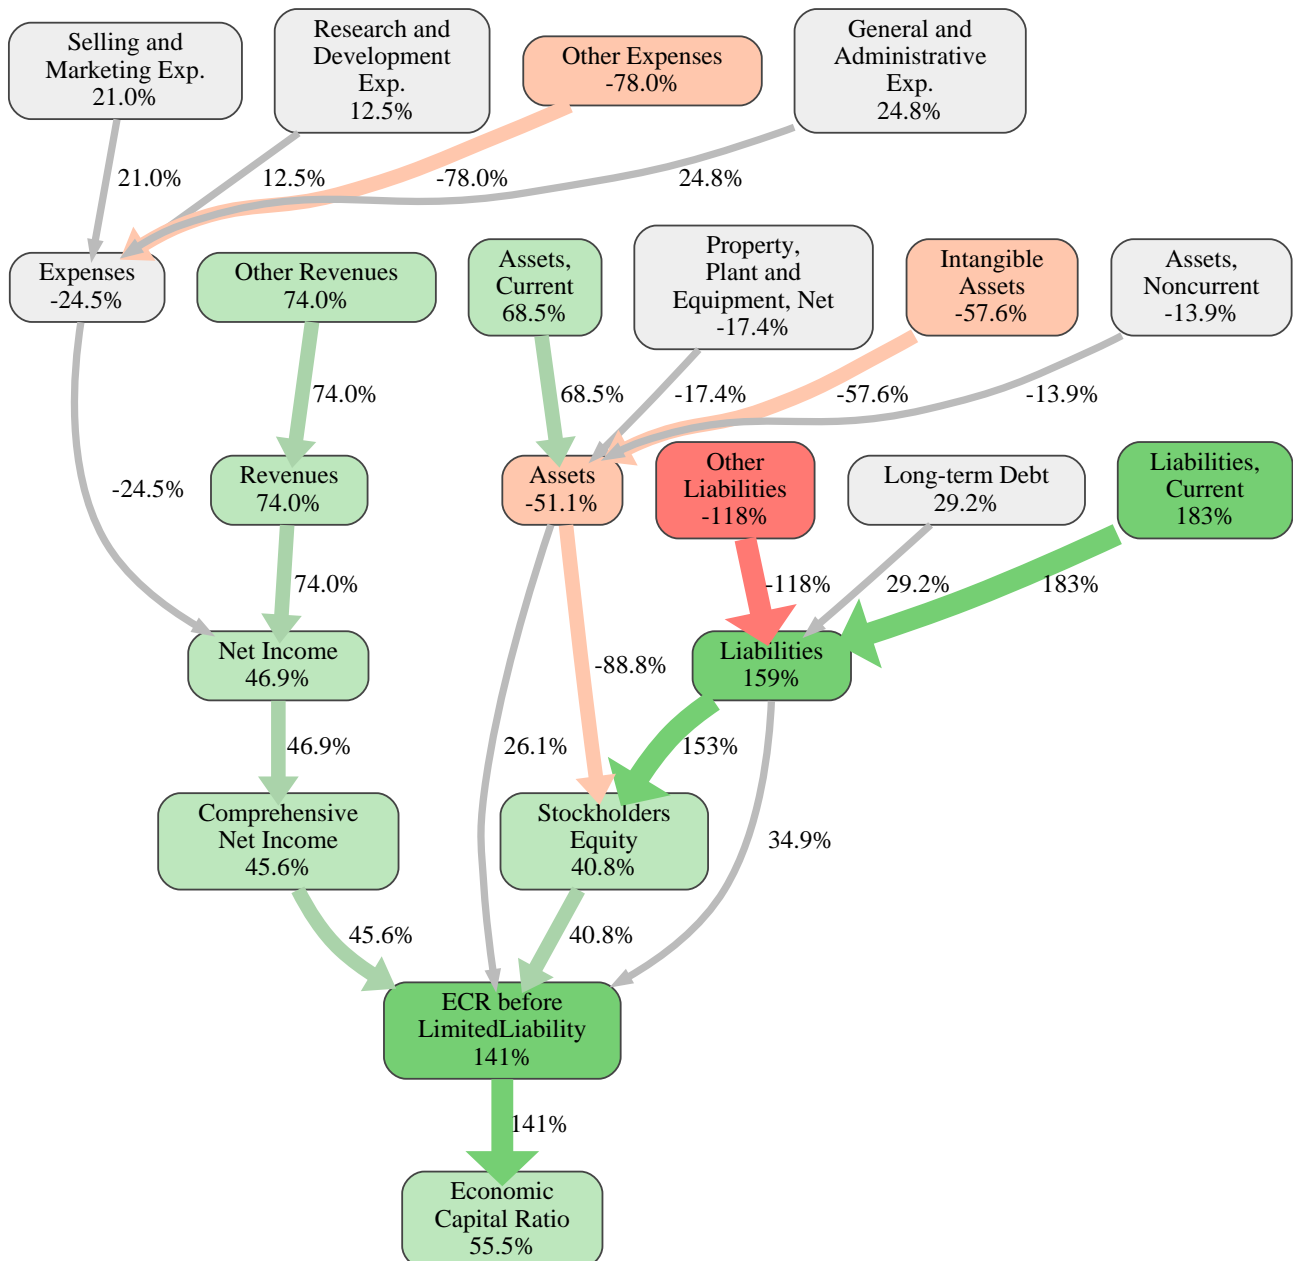 Selling and
Marketing Exp.
21.0%
Research and
Development
Exp.
12.5%
Other Expenses
-78.0%
General and
Administrative
Exp.
24.8%
21.0%
12.5%
-78.0%
24.8%
Expenses
-24.5%
Other Revenues
74.0%
Assets,
Current
68.5%
Property,
Plant and
Equipment, Net
-17.4%
Intangible
Assets
-57.6%
Assets,
Noncurrent
-13.9%
74.0%
68.5%
-17.4%
-57.6%
-13.9%
-24.5%
Revenues
74.0%
Assets
-51.1%
Other
Liabilities
-118%
Long-term Debt
29.2%
Liabilities,
Current
183%
74.0%
-118%
29.2%
183%
Net Income
46.9%
-88.8%
Liabilities
159%
46.9%
26.1%
153%
34.9%
Comprehensive
Net Income
45.6%
Stockholders
Equity
40.8%
45.6%
40.8%
ECR before
LimitedLiability
141%
141%
Economic
Capital Ratio
55.5%